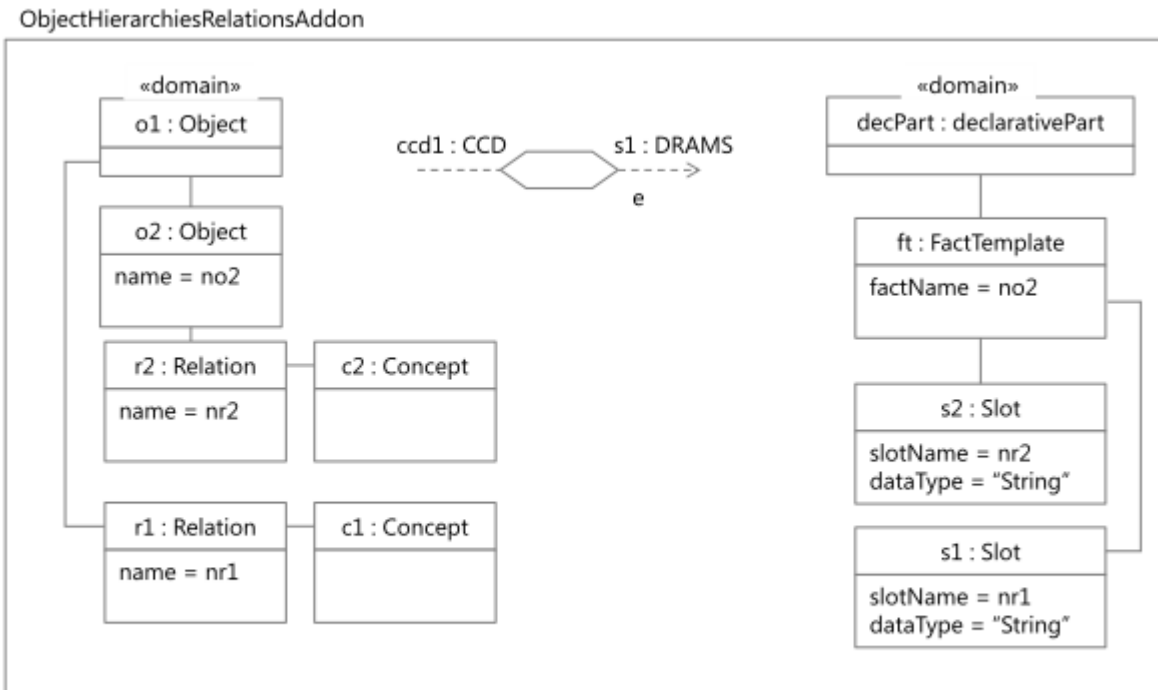 ObjectHierarchiesRelationsAddon
«domain»
o1 : Object
o2 : Object
name = no2
r2 : Relation
name = nr2
c2 : Concept
r1 : Relation
name = nr1
c1 : Concept
ccd1 : CCD
s1 : DRAMS
e
«domain»
decPart : declarativePart
ft : FactTemplate
factName = no2
s2 : Slot
slotName = nr2
dataType = “String”
s1 : Slot
slotName = nr1
dataType = “String”